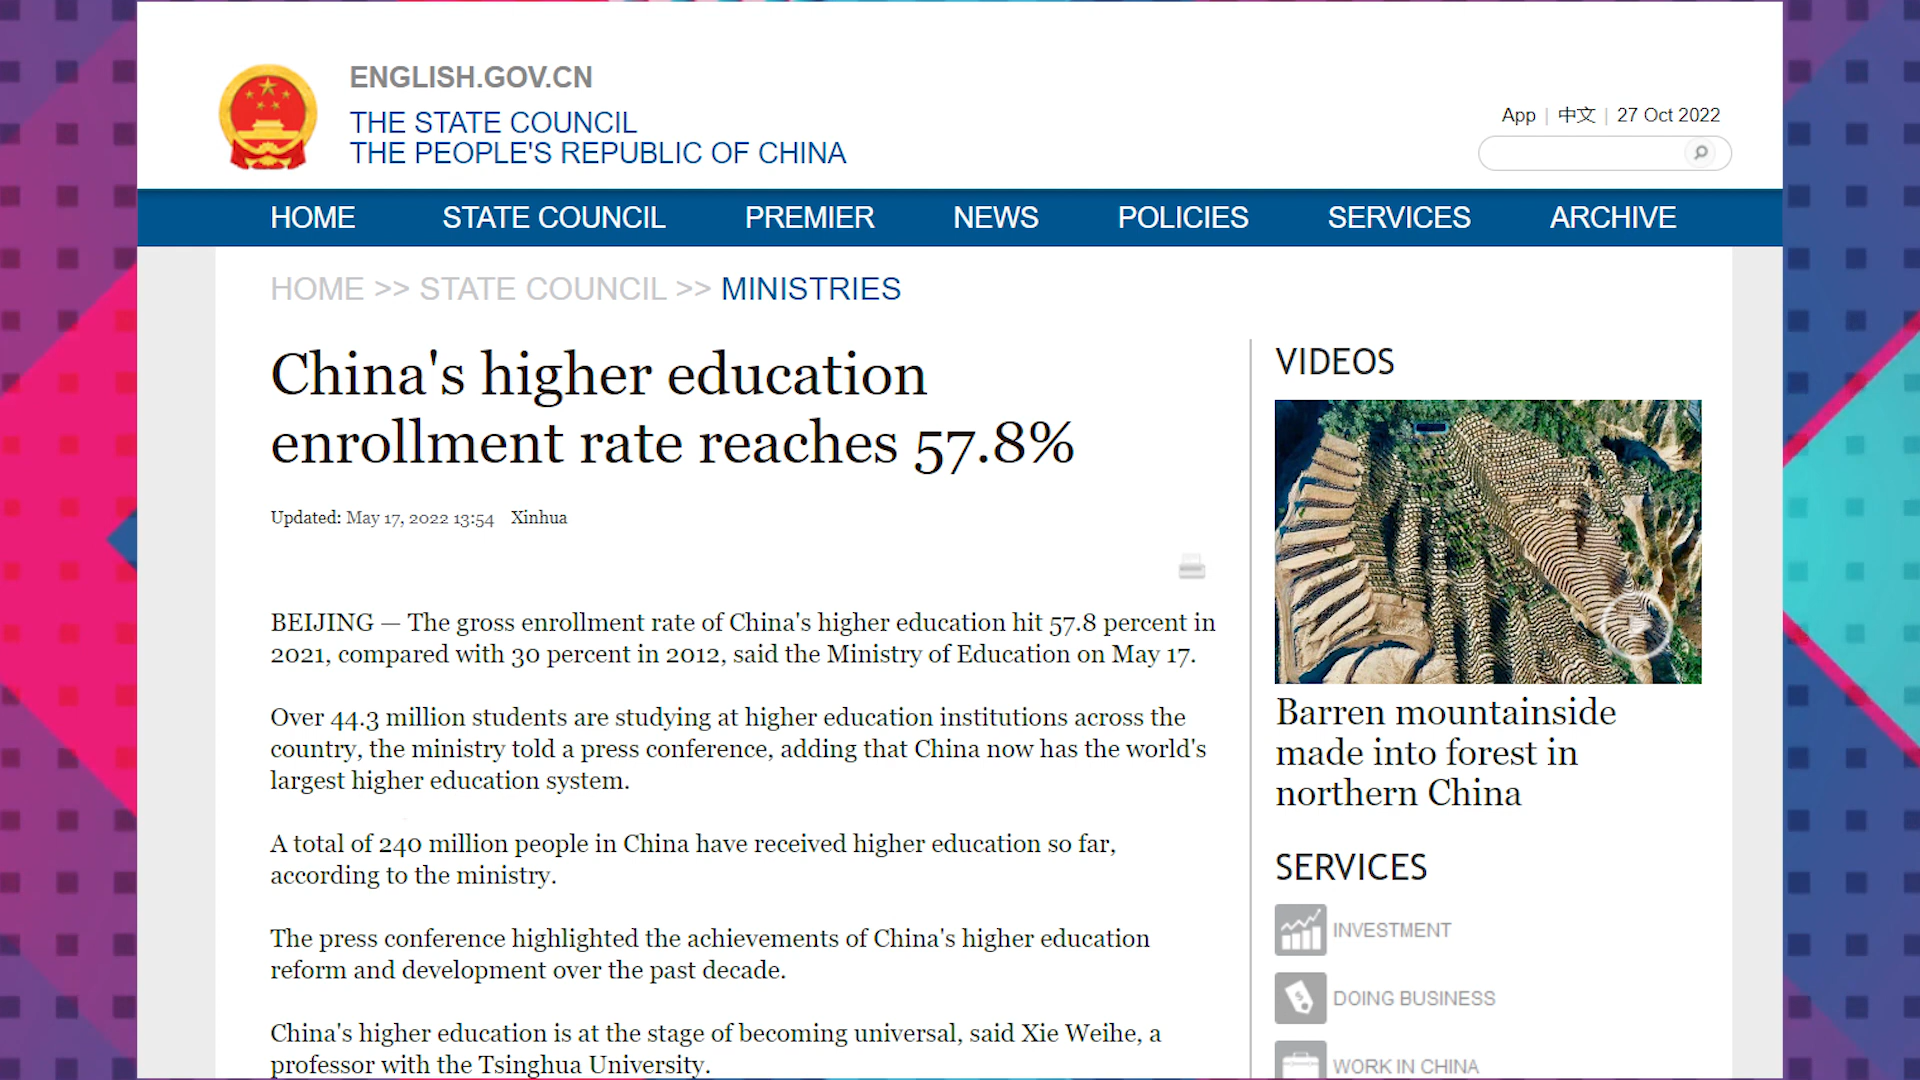 ENGLISH.GOV.CN
THE STATE COUNCIL
THE PEOPLE'S REPUBLIC OF CHINA
App | 中文 | 27 Oct 2022
HOME STATE COUNCIL PREMIER NEWS POLICIES SERVICES ARCHIVE
HOME >> STATE COUNCIL >> MINISTRIES
China's higher education
enrollment rate reaches 57.8%
Updated: May 17, 2022 13:54 Xinhua
BEIJING — The gross enrollment rate of China's higher education hit 57.8 percent in
2021, compared with 30 percent in 2012, said the Ministry of Education on May 17.
Over 44.3 million students are studying at higher education institutions across the
country, the ministry told a press conference, adding that China now has the world's
largest higher education system.
A total of 240 million people in China have received higher education so far,
according to the ministry.
The press conference highlighted the achievements of China's higher education
reform and development over the past decade.
China's higher education is at the stage of becoming universal, said Xie Weihe, a
professor with the Tsinghua University.
VIDEOS
Barren mountainside
made into forest in
northern China
SERVICES
INVESTMENT
DOING BUSINESS
WORK IN CHINA